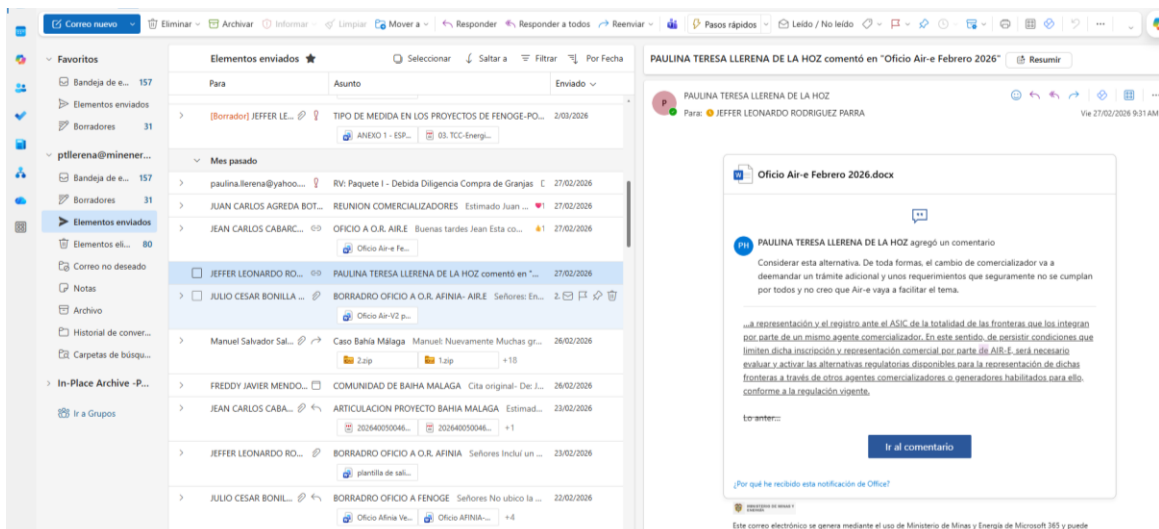 Correo nuevo
Eliminar
Archivar
Informar
Limpiar
Mover a
Responder
Responder a todos
Reenviar
Pasos rápidos
Leído / No leído
Favoritos
Bandeja de e... 157
Elementos enviados
Borradores 31
ptllerena@minener...
Bandeja de e... 157
Borradores 31
Elementos enviados
Elementos eli... 80
Correo no deseado
Notas
Archivo
Historial de conver...
Carpetas de búsqu...
In-Place Archive -P...
Ir a Grupos
Elementos enviados
Seleccionar
Saltar a
Filtrar
Por Fecha
Para
Asunto
Enviado
[Borrador] JEFFER LE... TIPO DE MEDIDA EN LOS PROYECTOS DE FENOGE-PO... 2/03/2026
ANEXO 1 - ESP... 03. TCC-Energi...
Mes pasado
paulina.llerena@yahoo.... RV: Paquete I - Debida Diligencia Compra de Granjas 27/02/2026
JUAN CARLOS AGREDA BOT... REUNION COMERCIALIZADORES Estimado Juan ... 1 27/02/2026
JEAN CARLOS CABARC... OFICIO A O.R. AIR.E Buenas tardes Jean Esta co... 1 27/02/2026
Oficio Air-e Fe...
JEFFER LEONARDO RO... PAULINA TERESA LLERENA DE LA HOZ comentó en "... 27/02/2026
JULIO CESAR BONILLA ... BORRADRO OFICIO A O.R. AFINIA- AIR.E Señores: En... 2.
Oficio Air-V2 p...
Manuel Salvador Sal... Caso Bahía Málaga Manuel: Nuevamente Muchas gr... 26/02/2026
2.zip 1.zip +18
FREDDY JAVIER MENDO... COMUNIDAD DE BAIHA MALAGA Cita original- De: J... 26/02/2026
JEAN CARLOS CABA... ARTICULACION PROYECTO BAHIA MALAGA Estimad... 23/02/2026
202640050046... 202640050046... +1
JEFFER LEONARDO RO... BORRADO OFICIO A O.R. AFINIA Señores Incluí un ... 23/02/2026
plantilla de sali...
JULIO CESAR BONIL... BORRADO OFICIO A FENOGE Señores No ubico la ... 22/02/2026
Oficio Afinia Ve... Oficio AFINIA-... +4
PAULINA TERESA LLERENA DE LA HOZ comentó en "Oficio Air-e Febrero 2026"
Resumir
P
PAULINA TERESA LLERENA DE LA HOZ
Para: JEFFER LEONARDO RODRIGUEZ PARRA
Vie 27/02/2026 9:31 AM
Oficio Air-e Febrero 2026.docx
PH
PAULINA TERESA LLERENA DE LA HOZ agregó un comentario
Considerar esta alternativa. De toda formas, el cambio de comercializador va a
deemandar un trámite adicional y unos requerimientos que seguramente no se cumplan
por todos y no creo que Air-e vaya a facilitar el tema.
...a representación y el registro ante el ASIC de la totalidad de las fronteras que los integran
por parte de un mismo agente comercializador. En este sentido, de persistir condiciones que
limiten dicha inscripción y representación comercial por parte de AIR-E, será necesario
evaluar y activar las alternativas regulatorias disponibles para la representación de dichas
fronteras a través de otros agentes comercializadores o generadores habilitados para ello,
conforme a la regulación vigente.
Lo anter...
Ir al comentario
¿Por qué he recibido esta notificación de Office?
Este correo electrónico se genera mediante el uso de Ministerio de Minas y Energía de Microsoft 365 y puede